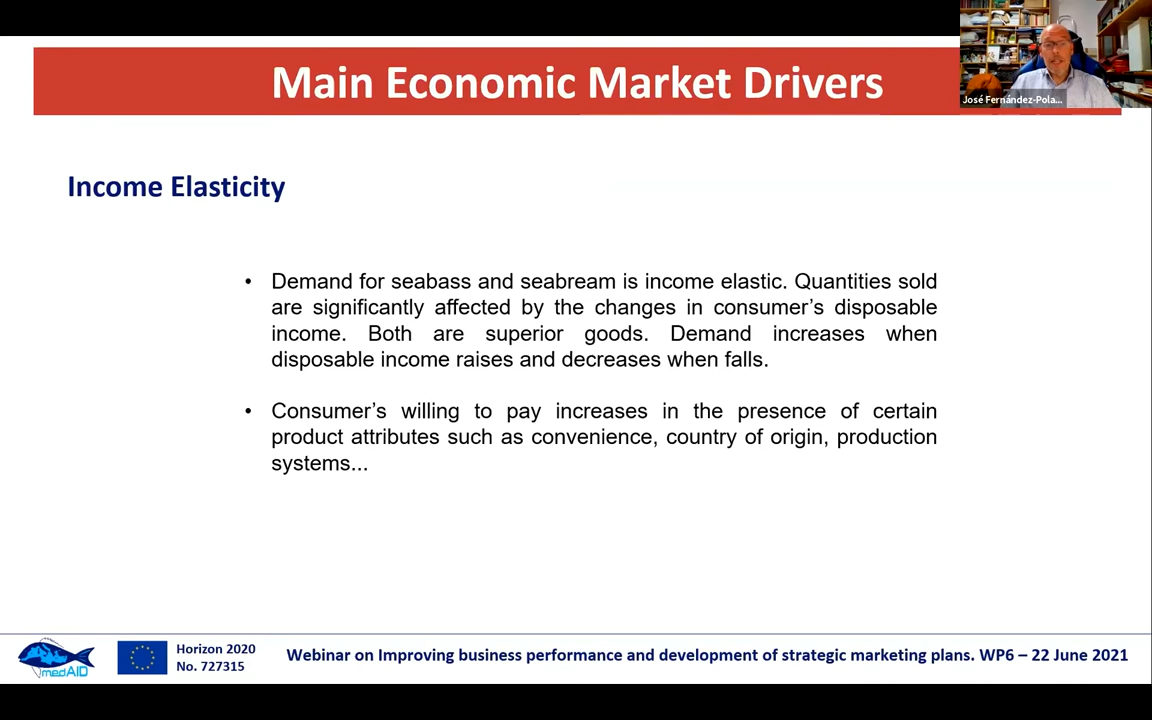 José Fernández-Pola...
Main Economic Market Drivers
Income Elasticity
• Demand for seabass and seabream is income elastic. Quantities sold
are significantly affected by the changes in consumer’s disposable
income. Both are superior goods. Demand increases when
disposable income raises and decreases when falls.
• Consumer’s willing to pay increases in the presence of certain
product attributes such as convenience, country of origin, production
systems...
medAID
Horizon 2020
No. 727315
Webinar on Improving business performance and development of strategic marketing plans. WP6 – 22 June 2021